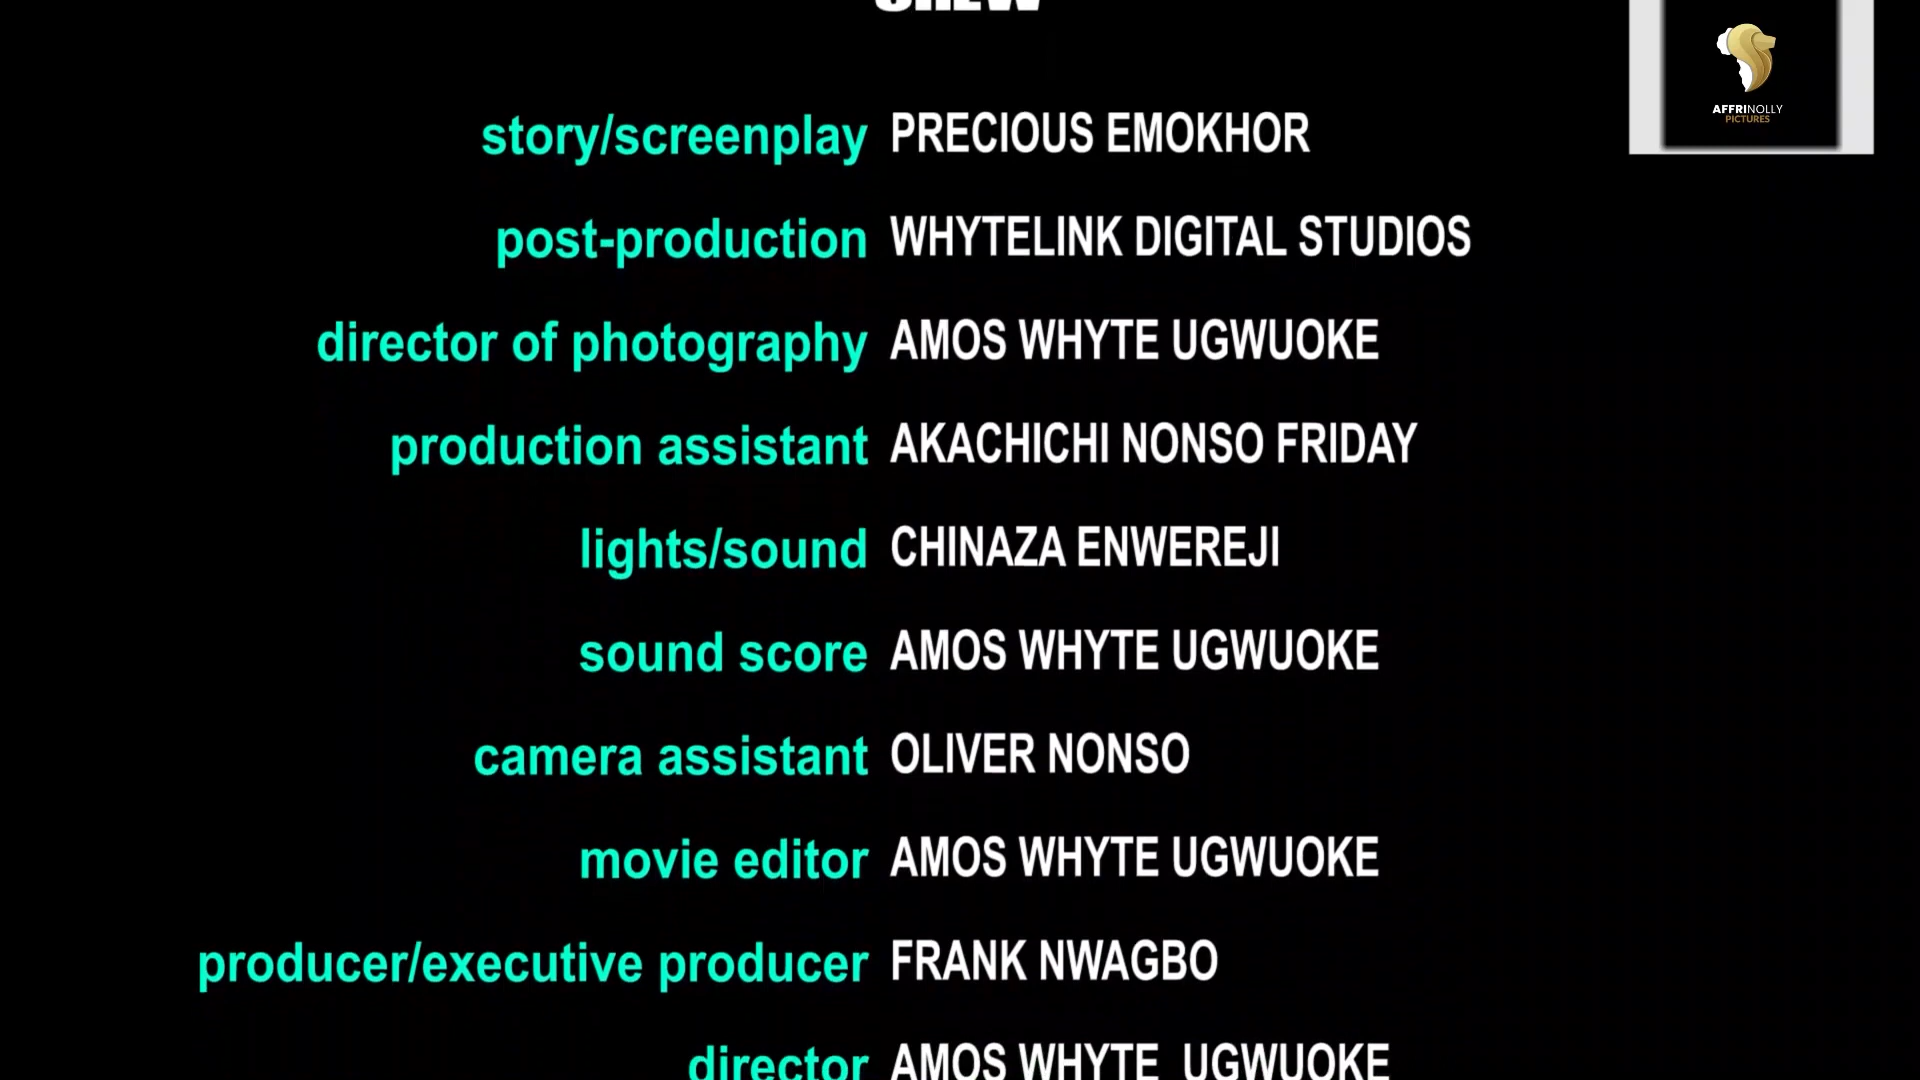 CREW
AFFRINOLLY
PICTURES
story/screenplay PRECIOUS EMOKHOR
post-production WHYTELINK DIGITAL STUDIOS
director of photography AMOS WHYTE UGWUOKE
production assistant AKACHICHI NONSO FRIDAY
lights/sound CHINAZA ENWEREJI
sound score AMOS WHYTE UGWUOKE
camera assistant OLIVER NONSO
movie editor AMOS WHYTE UGWUOKE
producer/executive producer FRANK NWAGBO
director AMOS WHYTE UGWUOKE